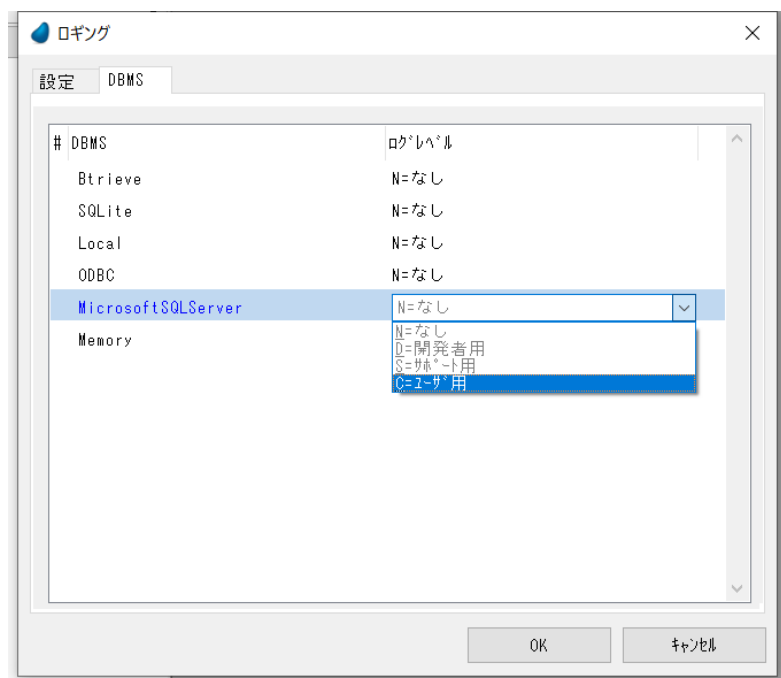 ロギング
設定 DBMS
# DBMS ﾛｸﾞﾚﾍﾞﾙ
Btrieve N=なし
SQLite N=なし
Local N=なし
ODBC N=なし
MicrosoftSQLServer N=なし
N=なし
Memory
D=開発者用
S=ｻﾎﾟｰﾄ用
C=ﾕｰｻﾞ用
OK ｷｬﾝｾﾙ